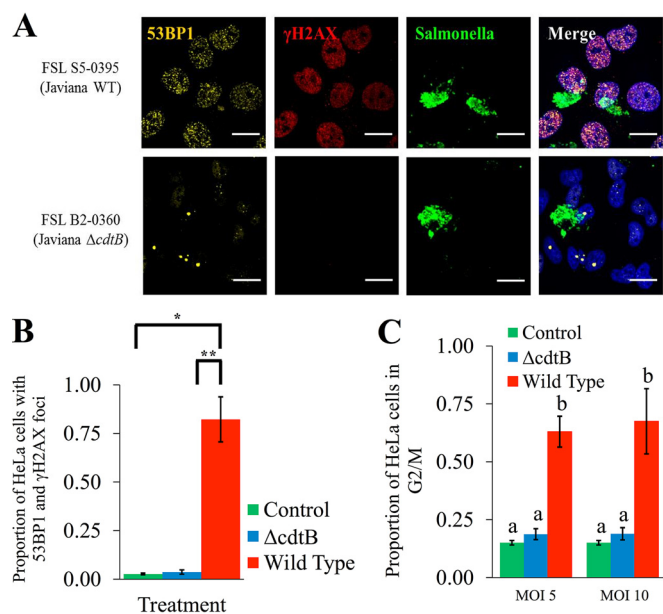 A
53BP1
γH2AX
Salmonella
Merge
FSL S5-0395
(Javiana WT)
FSL B2-0360
(Javiana ΔcdtB)
B
*
**
Proportion of HeLa cells with
53BP1 and γH2AX foci
1.00
0.75
0.50
0.25
0.00
Control
ΔcdtB
Wild Type
Treatment
C
Control
ΔcdtB
Wild Type
Proportion of HeLa cells in
G2/M
1.00
0.75
0.50
0.25
0.00
a
a
b
a
a
b
MOI 5
MOI 10